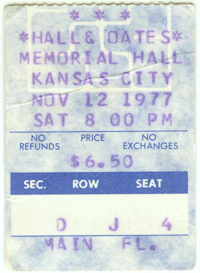 * * *
*HALL& OATES*
MEMORIAL HALL
KANSAS CITY
NOV 12 1977
SAT 8 00 PM
NO REFUNDS PRICE NO EXCHANGES
$6.50
SEC. ROW SEAT
D J 4
MAIN FL.